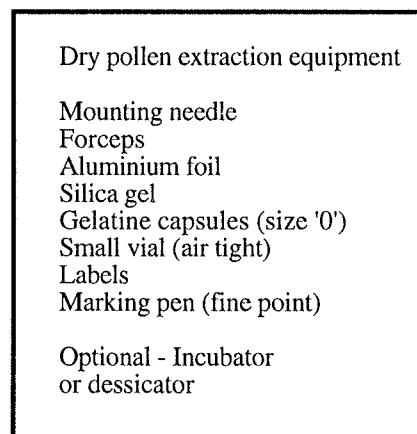 Dry pollen extraction equipment
Mounting needle
Forceps
Aluminium foil
Silica gel
Gelatine capsules (size '0')
Small vial (air tight)
Labels
Marking pen (fine point)
Optional - Incubator
or dessicator